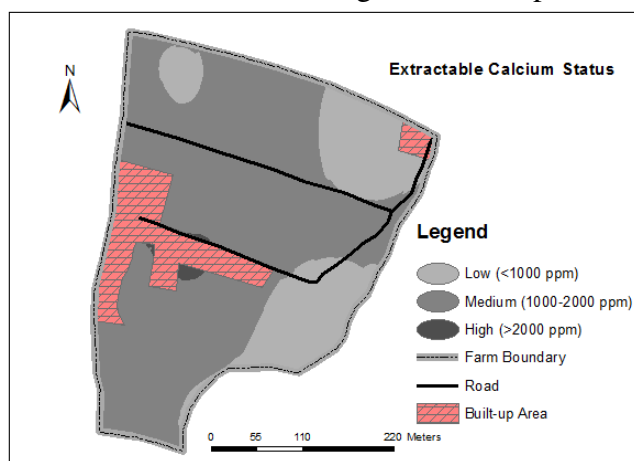 N
Extractable Calcium Status
Legend
Low (<1000 ppm)
Medium (1000-2000 ppm)
High (>2000 ppm)
Farm Boundary
Road
Built-up Area
0 55 110 220 Meters